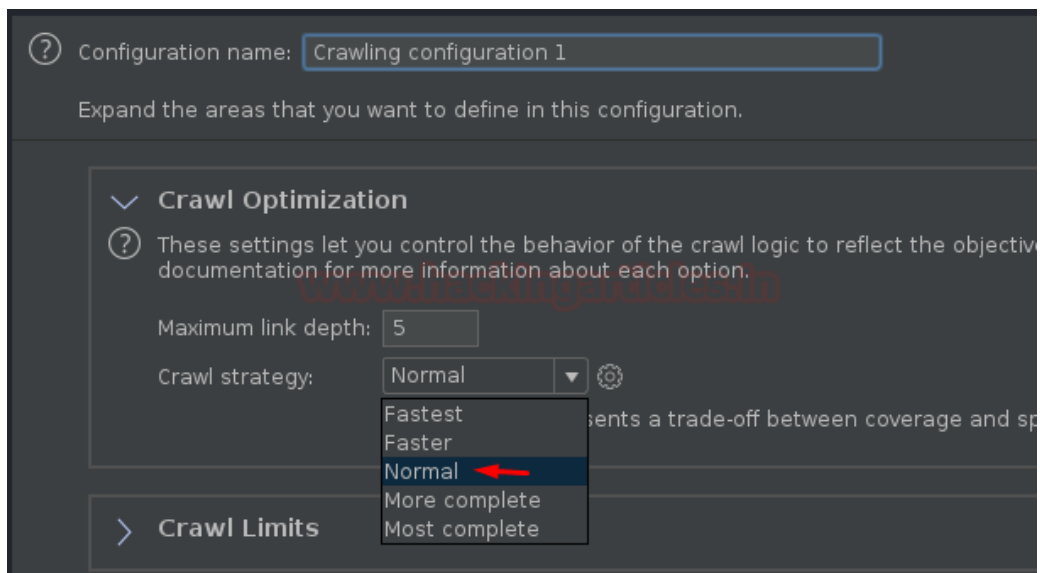 Configuration name: Crawling configuration 1
Expand the areas that you want to define in this configuration.
Crawl Optimization
These settings let you control the behavior of the crawl logic to reflect the objective
documentation for more information about each option.
www.hackingarticles.in
Maximum link depth: 5
Crawl strategy: Normal
Fastest
sents a trade-off between coverage and sp
Faster
Normal
More complete
Most complete
Crawl Limits